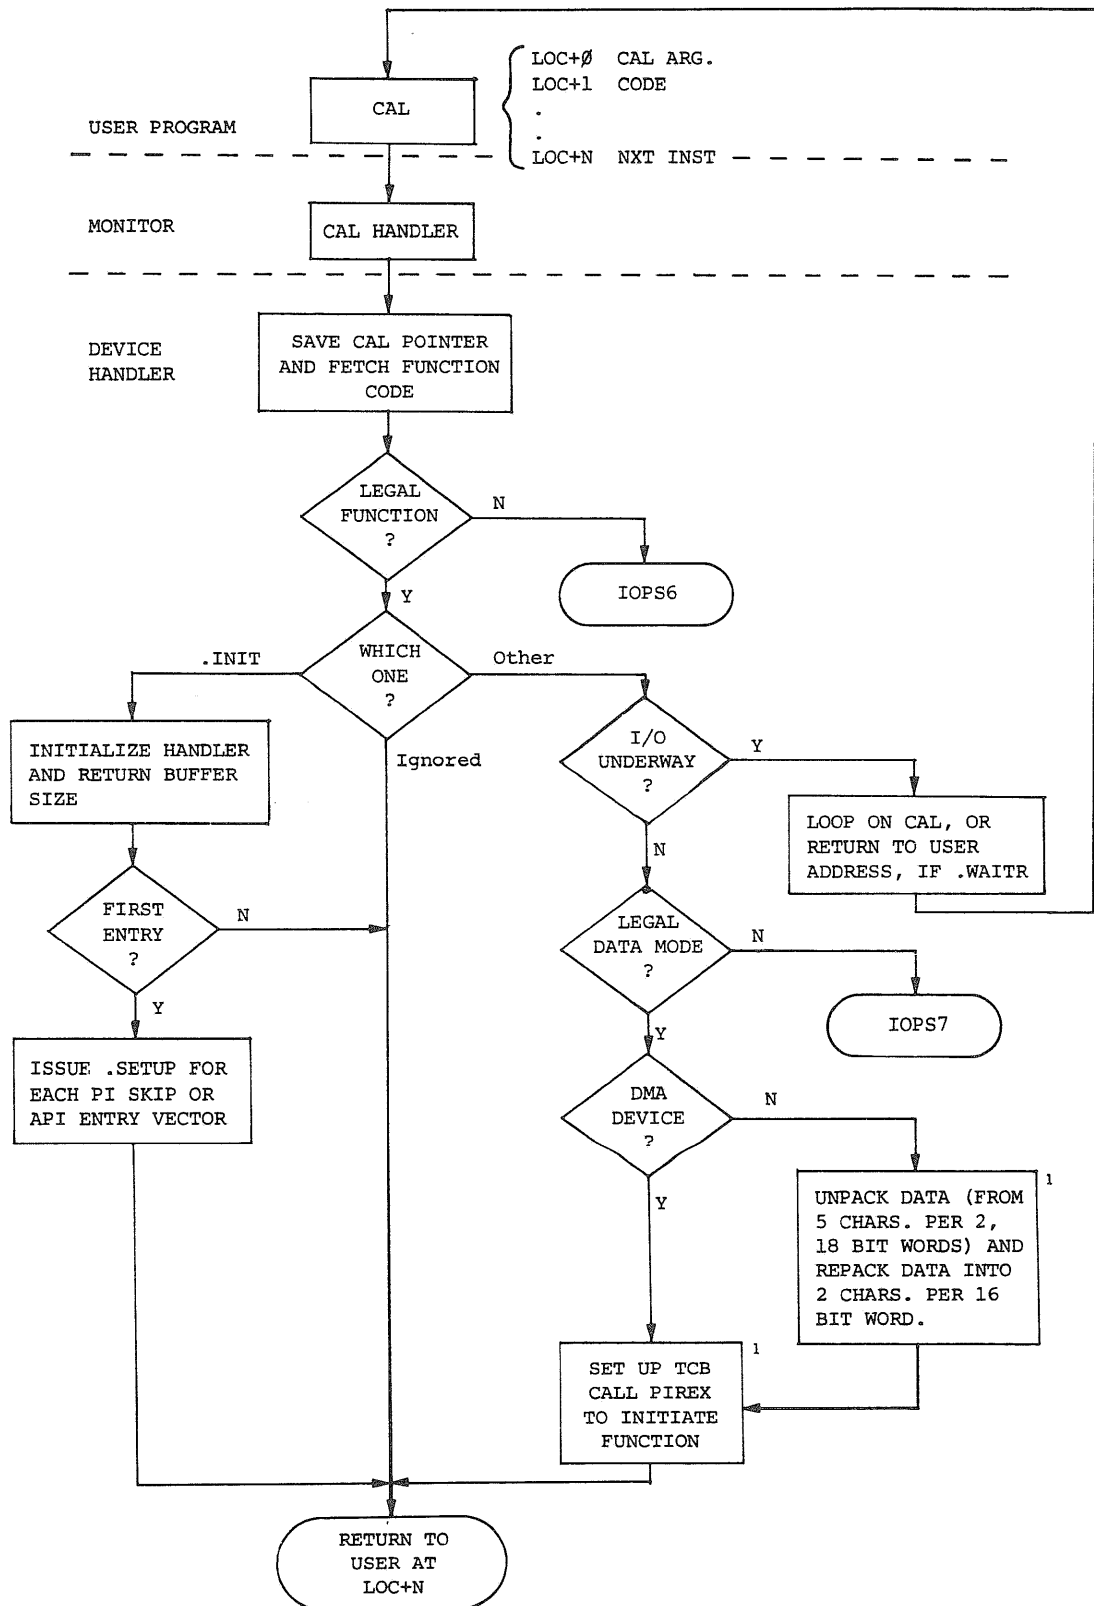 LOC+Ø CAL ARG.
LOC+1 CODE
.
.
LOC+N NXT INST
CAL
USER PROGRAM
MONITOR
CAL HANDLER
DEVICE
HANDLER
SAVE CAL POINTER
AND FETCH FUNCTION
CODE
LEGAL
FUNCTION
?
N
IOPS6
Y
WHICH
ONE
?
.INIT
Other
Ignored
INITIALIZE HANDLER
AND RETURN BUFFER
SIZE
I/O
UNDERWAY
?
Y
LOOP ON CAL, OR
RETURN TO USER
ADDRESS, IF .WAITR
N
FIRST
ENTRY
?
N
Y
LEGAL
DATA MODE
?
N
IOPS7
Y
ISSUE .SETUP FOR
EACH PI SKIP OR
API ENTRY VECTOR
DMA
DEVICE
?
N
Y
1
UNPACK DATA (FROM
5 CHARS. PER 2,
18 BIT WORDS) AND
REPACK DATA INTO
2 CHARS. PER 16
BIT WORD.
1
SET UP TCB
CALL PIREX
TO INITIATE
FUNCTION
RETURN TO
USER AT
LOC+N